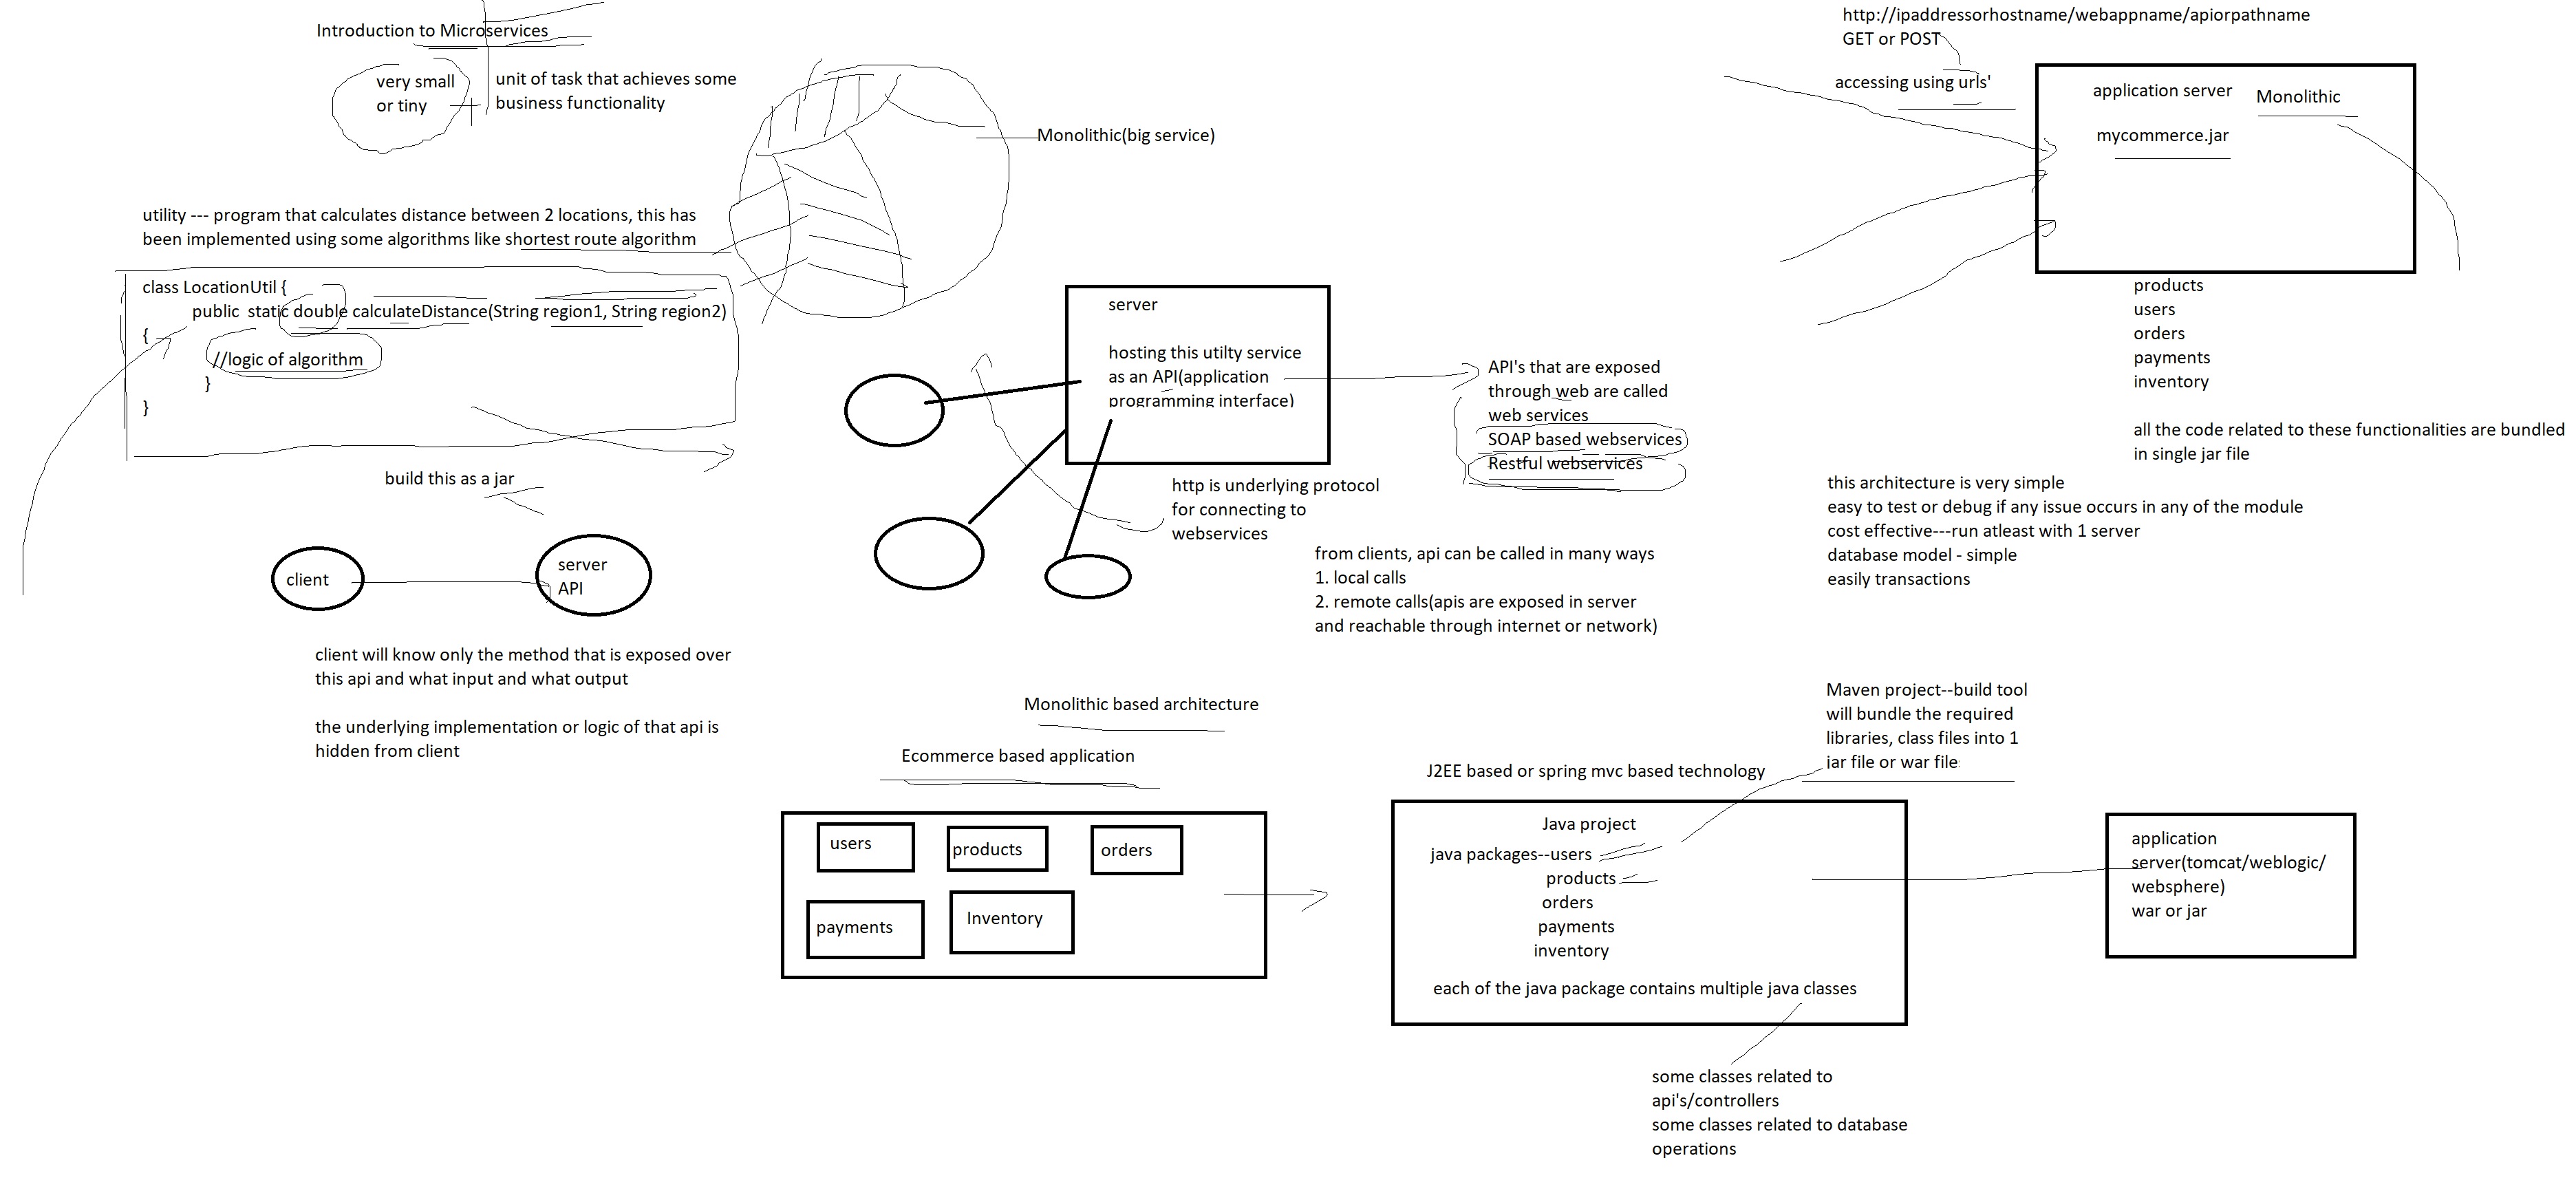 Introduction to Microservices
very small
or tiny
unit of task that achieves some
business functionality
Monolithic(big service)
utility --- program that calculates distance between 2 locations, this has
been implemented using some algorithms like shortest route algorithm
class LocationUtil {
public static double calculateDistance(String region1, String region2)
{
//logic of algorithm
}
}
build this as a jar
client
server
API
client will know only the method that is exposed over
this api and what input and what output
the underlying implementation or logic of that api is
hidden from client
server
hosting this utilty service
as an API(application
programming interface)
API's that are exposed
through web are called
web services
SOAP based webservices
Restful webservices
http is underlying protocol
for connecting to
webservices
from clients, api can be called in many ways
1. local calls
2. remote calls(apis are exposed in server
and reachable through internet or network)
http://ipaddressorhostname/webappname/apiorpathname
GET or POST
accessing using urls'
application server
Monolithic
mycommerce.jar
products
users
orders
payments
inventory
all the code related to these functionalities are bundled
in single jar file
this architecture is very simple
easy to test or debug if any issue occurs in any of the module
cost effective---run atleast with 1 server
database model - simple
easily transactions
Monolithic based architecture
Ecommerce based application
users
products
orders
payments
Inventory
J2EE based or spring mvc based technology
Maven project--build tool
will bundle the required
libraries, class files into 1
jar file or war file
Java project
java packages--users
products
orders
payments
inventory
each of the java package contains multiple java classes
some classes related to
api's/controllers
some classes related to database
operations
application
server(tomcat/weblogic/
websphere)
war or jar